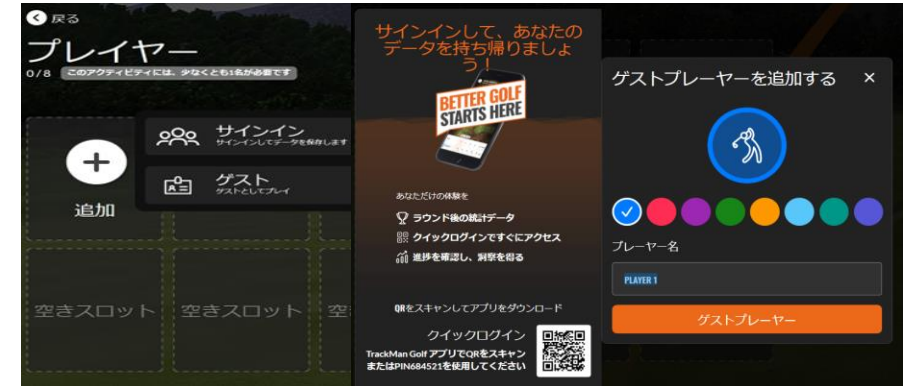 戻る
プレイヤー
0/8 このアクティビティには、少なくとも1名が必要です
サインイン
サインインしてデータを保存します
ゲスト
ゲストとしてプレイ
追加
空きスロット
空きスロット
空
サインインして、あなたの
データを持ち帰りましょ
う！
BETTER GOLF
STARTS HERE
あなただけの体験を
ラウンド後の統計データ
クイックログインですぐにアクセス
進捗を確認し、洞察を得る
QRをスキャンしてアプリをダウンロード
クイックログイン
TrackMan Golf アプリでQRをスキャン
またはPIN684521を使用してください
ゲストプレーヤーを追加する
プレーヤー名
PLAYER 1
ゲストプレーヤー